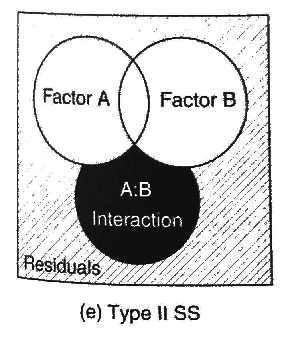 Factor A
Factor B
A:B
Interaction
Residuals
(e) Type II SS